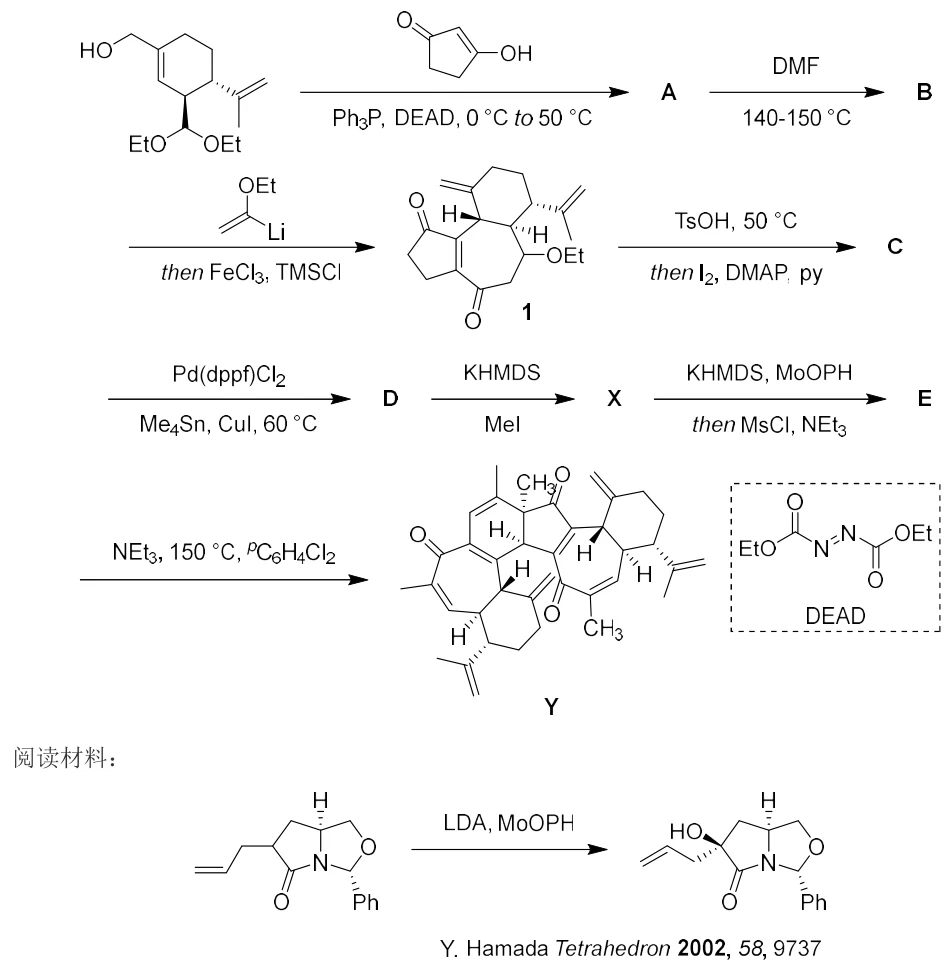 HO
EtO
OEt
O
OH
Ph₃P, DEAD, 0 °C to 50 °C
A
DMF
140-150 °C
B
OEt
Li
then FeCl₃, TMSCl
O
H
H
OEt
O
1
TsOH, 50 °C
then I₂, DMAP, py
C
Pd(dppf)Cl₂
Me₄Sn, CuI, 60 °C
D
KHMDS
MeI
X
KHMDS, MoOPH
then MsCl, NEt₃
E
NEt₃, 150 °C, ᵖC₆H₄Cl₂
CH₃
O
H
O
H
H
H
O
CH₃
H
Y
O
EtO
N
N
OEt
O
DEAD
阅读材料：
H
N
O
O
Ph
LDA, MoOPH
H
HO
N
O
O
Ph
Y. Hamada Tetrahedron 2002, 58, 9737